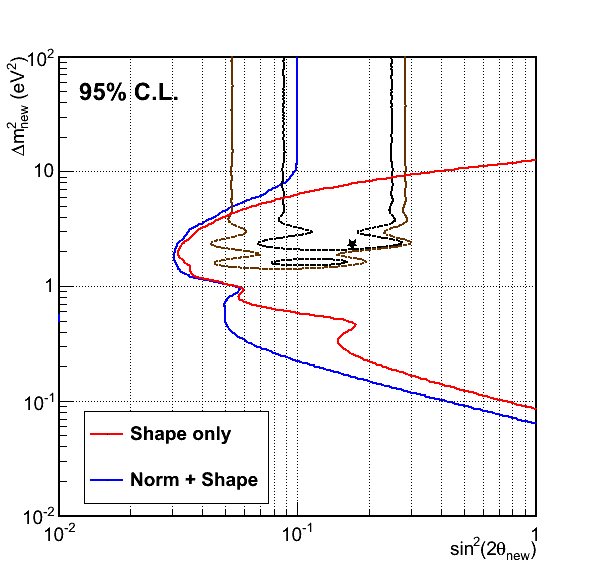 10²
95% C.L.
Δm²new (eV²)
10
1
10⁻¹
Shape only
Norm + Shape
10⁻²
10⁻² 10⁻¹ 1
sin²(2θnew)